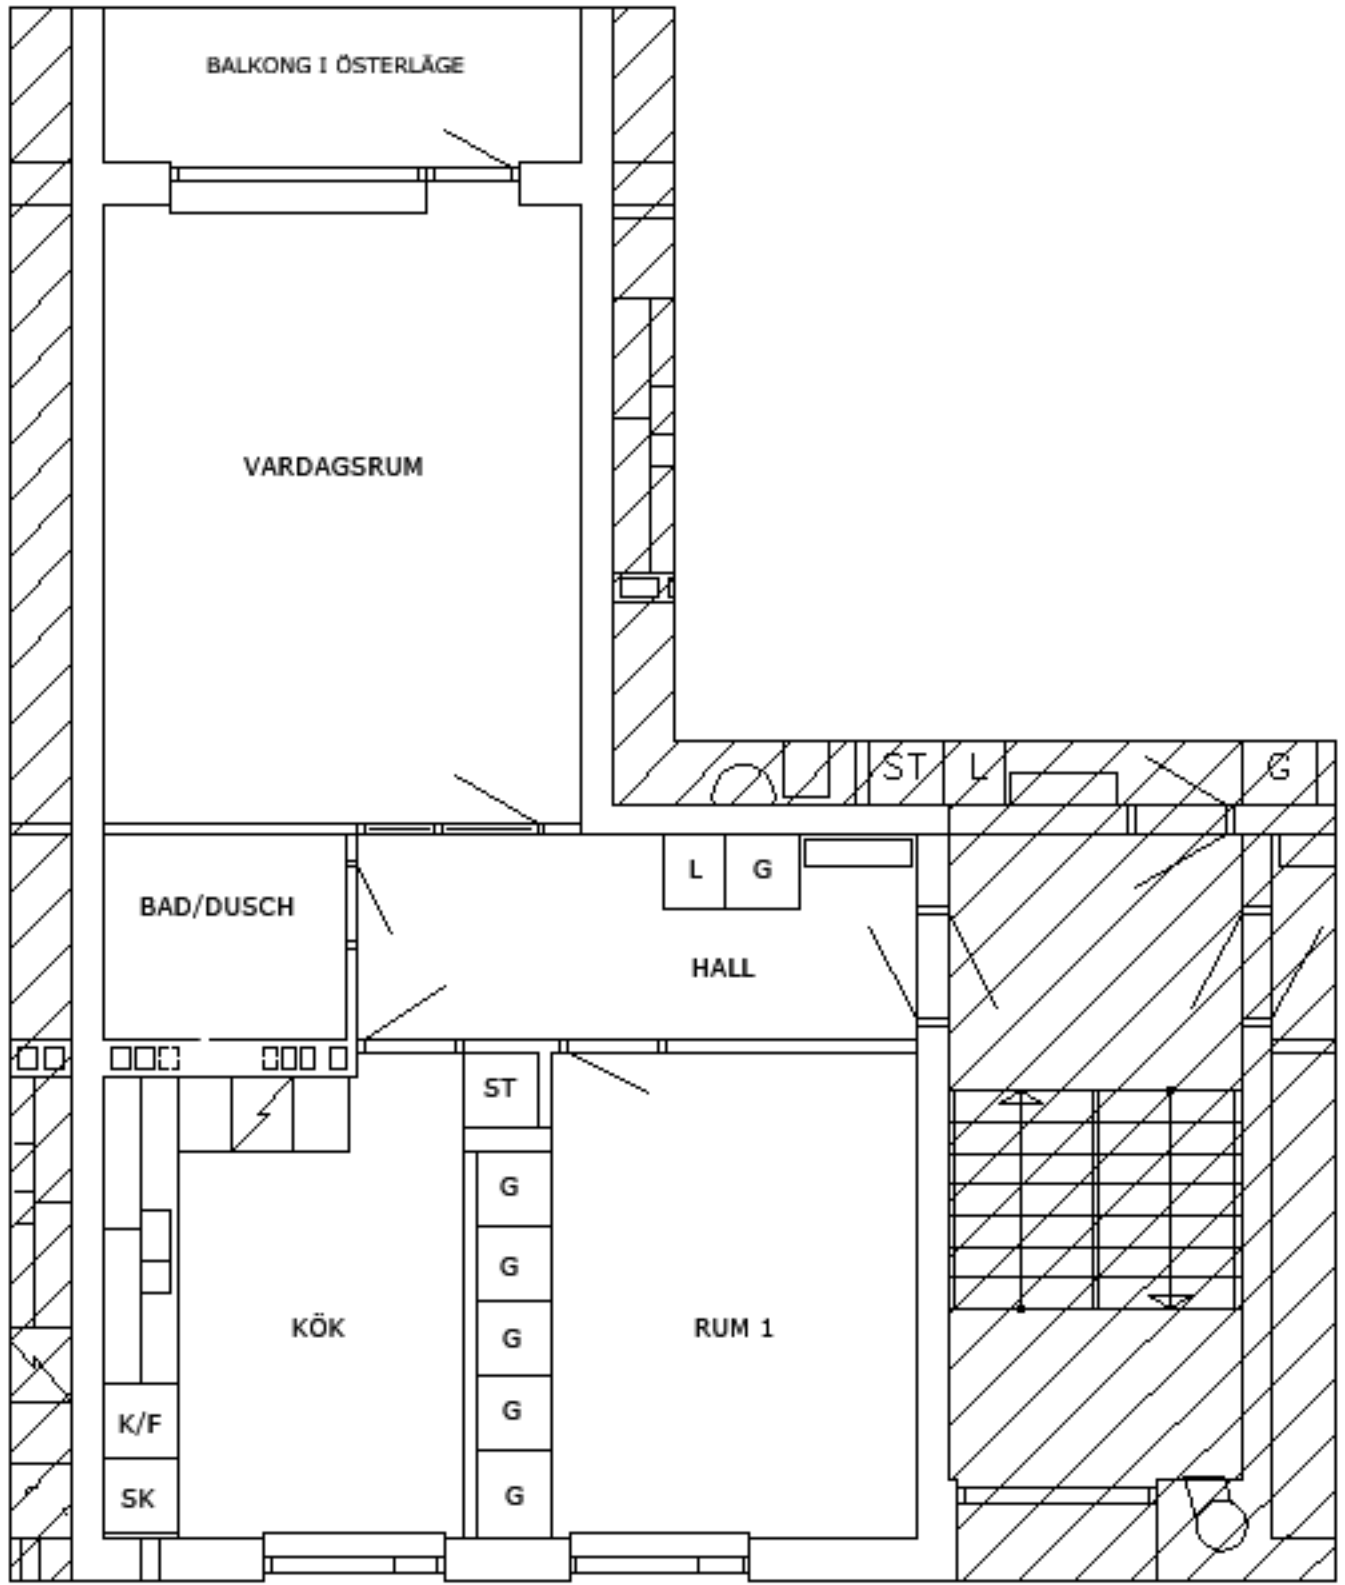 BALKONG I ÖSTERLÄGE
VARDAGSRUM
ST L G
BAD/DUSCH
L G
HALL
ST
G
G
KÖK
G
RUM 1
G
K/F
SK
G